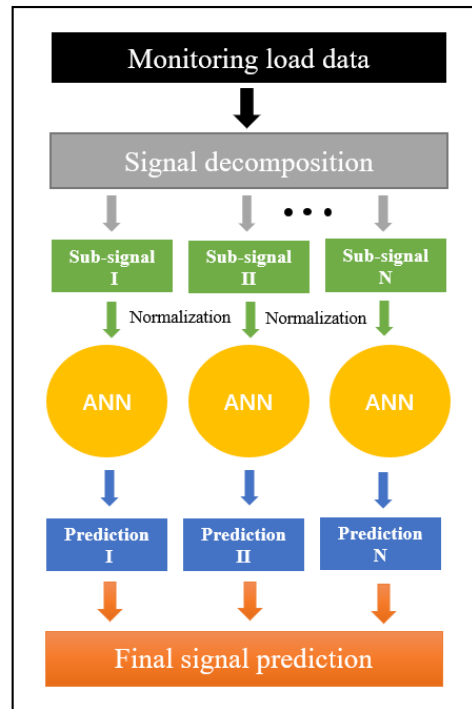 Monitoring load data
Signal decomposition
• • •
Sub-signal
I
Sub-signal
II
Sub-signal
N
Normalization
Normalization
ANN
ANN
ANN
Prediction
I
Prediction
II
Prediction
N
Final signal prediction